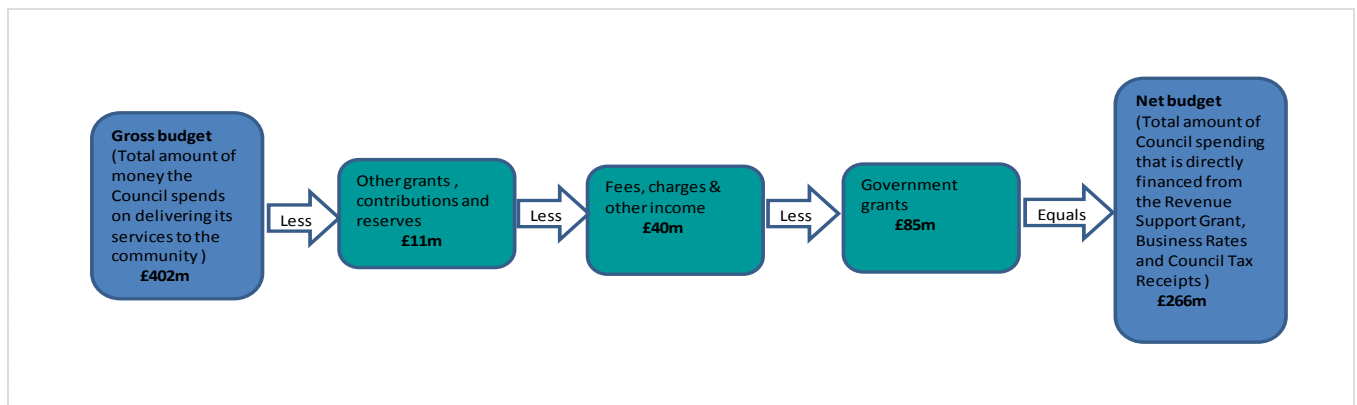 Gross budget
(Total amount of
money the
Council spends
on delivering its
services to the
community )
£402m
Less
Other grants ,
contributions and
reserves
£11m
Less
Fees, charges &
other income
£40m
Less
Government
grants
£85m
Equals
Net budget
(Total amount of
Council spending
that is directly
financed from
the Revenue
Support Grant,
Business Rates
and Council Tax
Receipts )
£266m